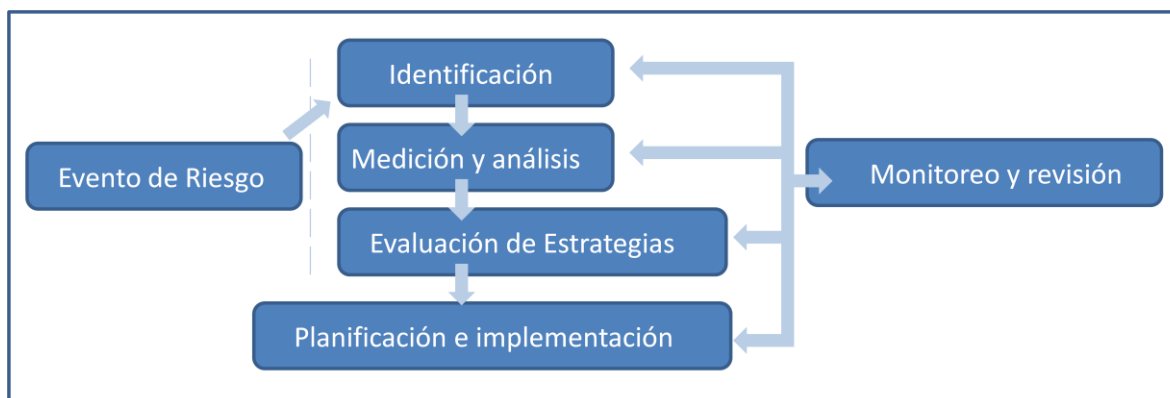 Identificación
Medición y análisis
Evento de Riesgo
Monitoreo y revisión
Evaluación de Estrategias
Planificación e implementación